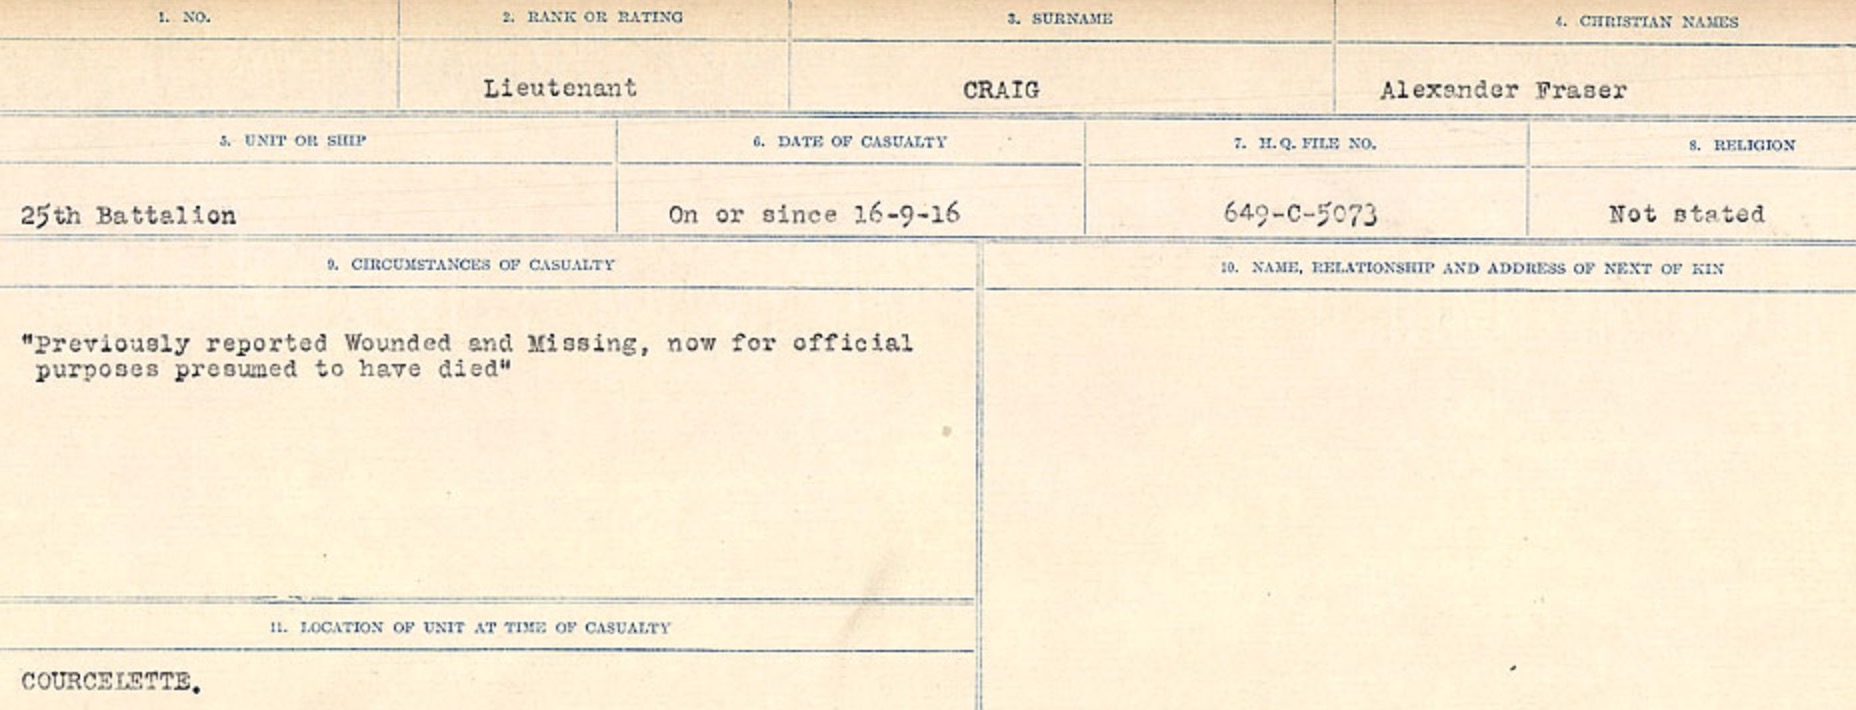 1. NO. 2. RANK OR RATING 3. SURNAME 4. CHRISTIAN NAMES
Lieutenant CRAIG Alexander Fraser
5. UNIT OR SHIP 6. DATE OF CASUALTY 7. H.Q. FILE NO. 8. RELIGION
25th Battalion On or since 16-9-16 649-C-5073 Not stated
9. CIRCUMSTANCES OF CASUALTY 10. NAME, RELATIONSHIP AND ADDRESS OF NEXT OF KIN
"Previously reported Wounded and Missing, now for official
purposes presumed to have died"
11. LOCATION OF UNIT AT TIME OF CASUALTY
COURCELETTE.